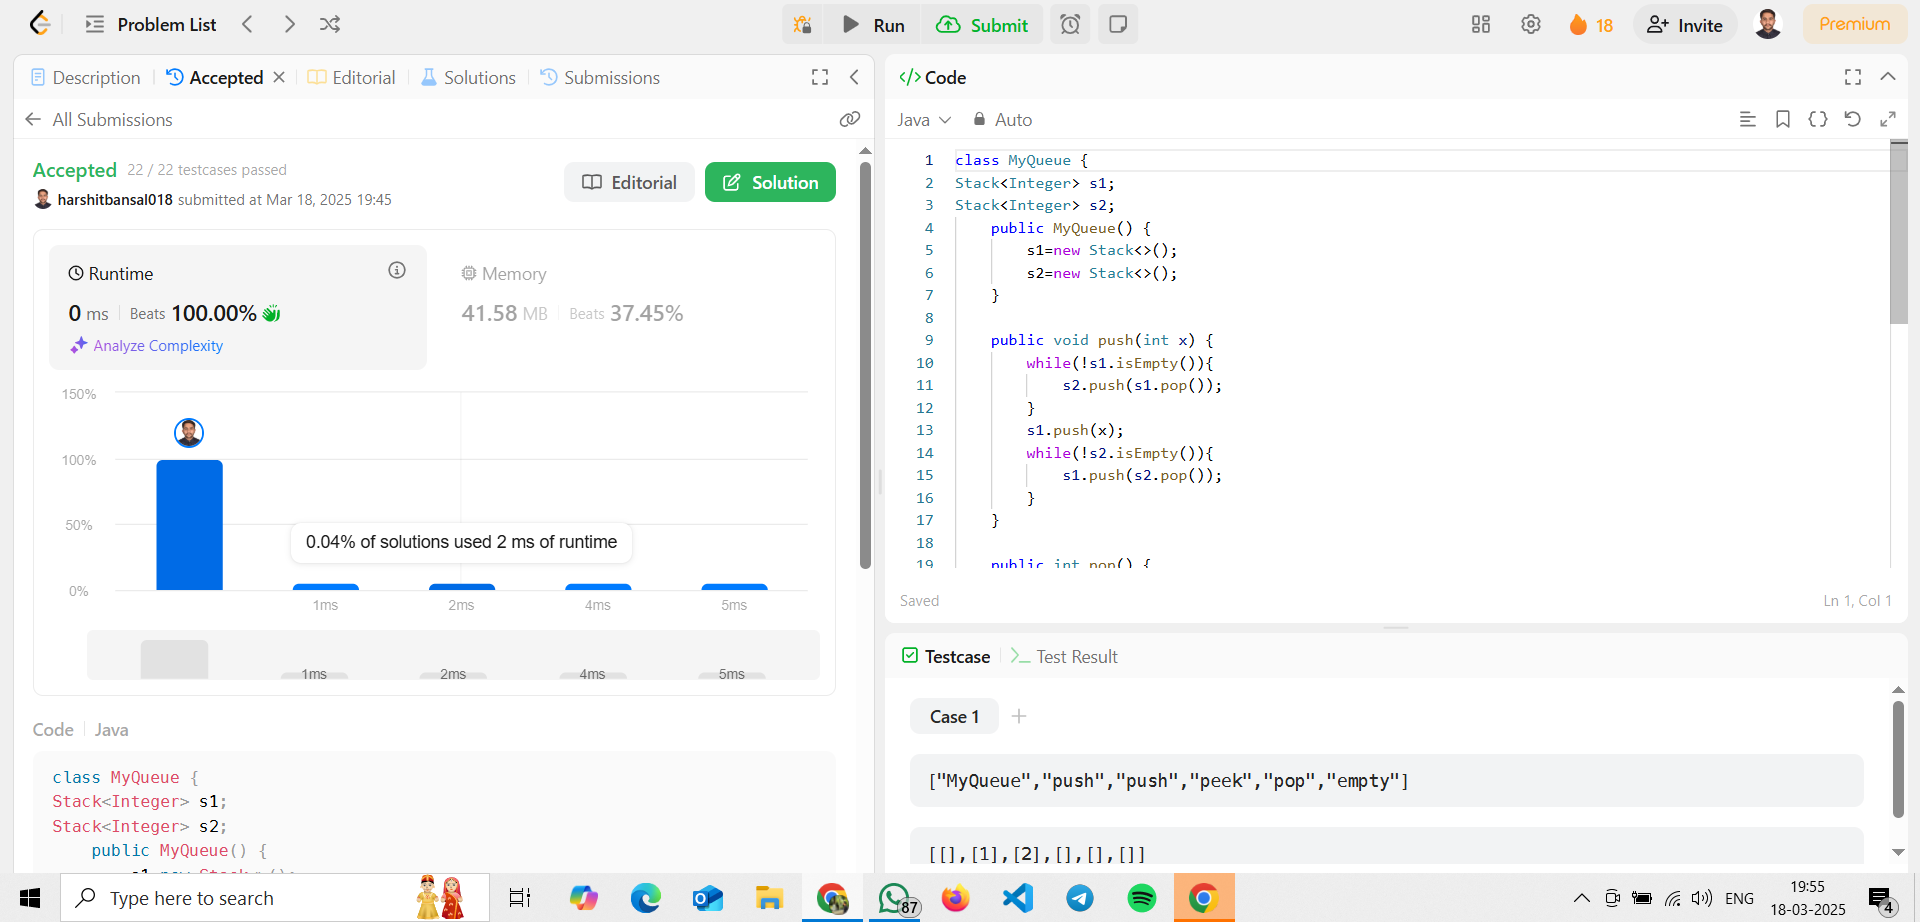 Problem List
Run
Submit
18
Invite
Premium
Description
Accepted
Editorial
Solutions
Submissions
All Submissions
Accepted 22 / 22 testcases passed
harshitbansal018 submitted at Mar 18, 2025 19:45
Editorial
Solution
Runtime
0 ms Beats 100.00%
Analyze Complexity
Memory
41.58 MB Beats 37.45%
150%
100%
50%
0%
0.04% of solutions used 2 ms of runtime
1ms 2ms 4ms 5ms
1ms 2ms 4ms 5ms
Code Java
class MyQueue {
Stack<Integer> s1;
Stack<Integer> s2;
public MyQueue() {
Code
Java Auto
1 class MyQueue {
2 Stack<Integer> s1;
3 Stack<Integer> s2;
4 public MyQueue() {
5 s1=new Stack<>();
6 s2=new Stack<>();
7 }
8
9 public void push(int x) {
10 while(!s1.isEmpty()){
11 s2.push(s1.pop());
12 }
13 s1.push(x);
14 while(!s2.isEmpty()){
15 s1.push(s2.pop());
16 }
17 }
18
19 public int pop() {
Saved
Ln 1, Col 1
Testcase
Test Result
Case 1
["MyQueue","push","push","peek","pop","empty"]
[[],[1],[2],[],[],[]]
Type here to search
87
ENG
19:55
18-03-2025
4